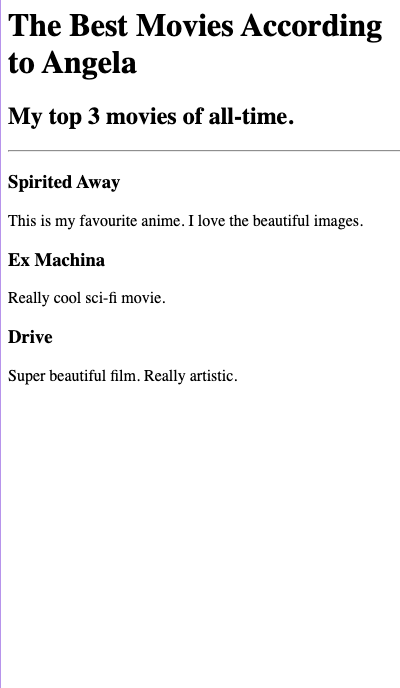 The Best Movies According
to Angela
My top 3 movies of all-time.
Spirited Away
This is my favourite anime. I love the beautiful images.
Ex Machina
Really cool sci-fi movie.
Drive
Super beautiful film. Really artistic.